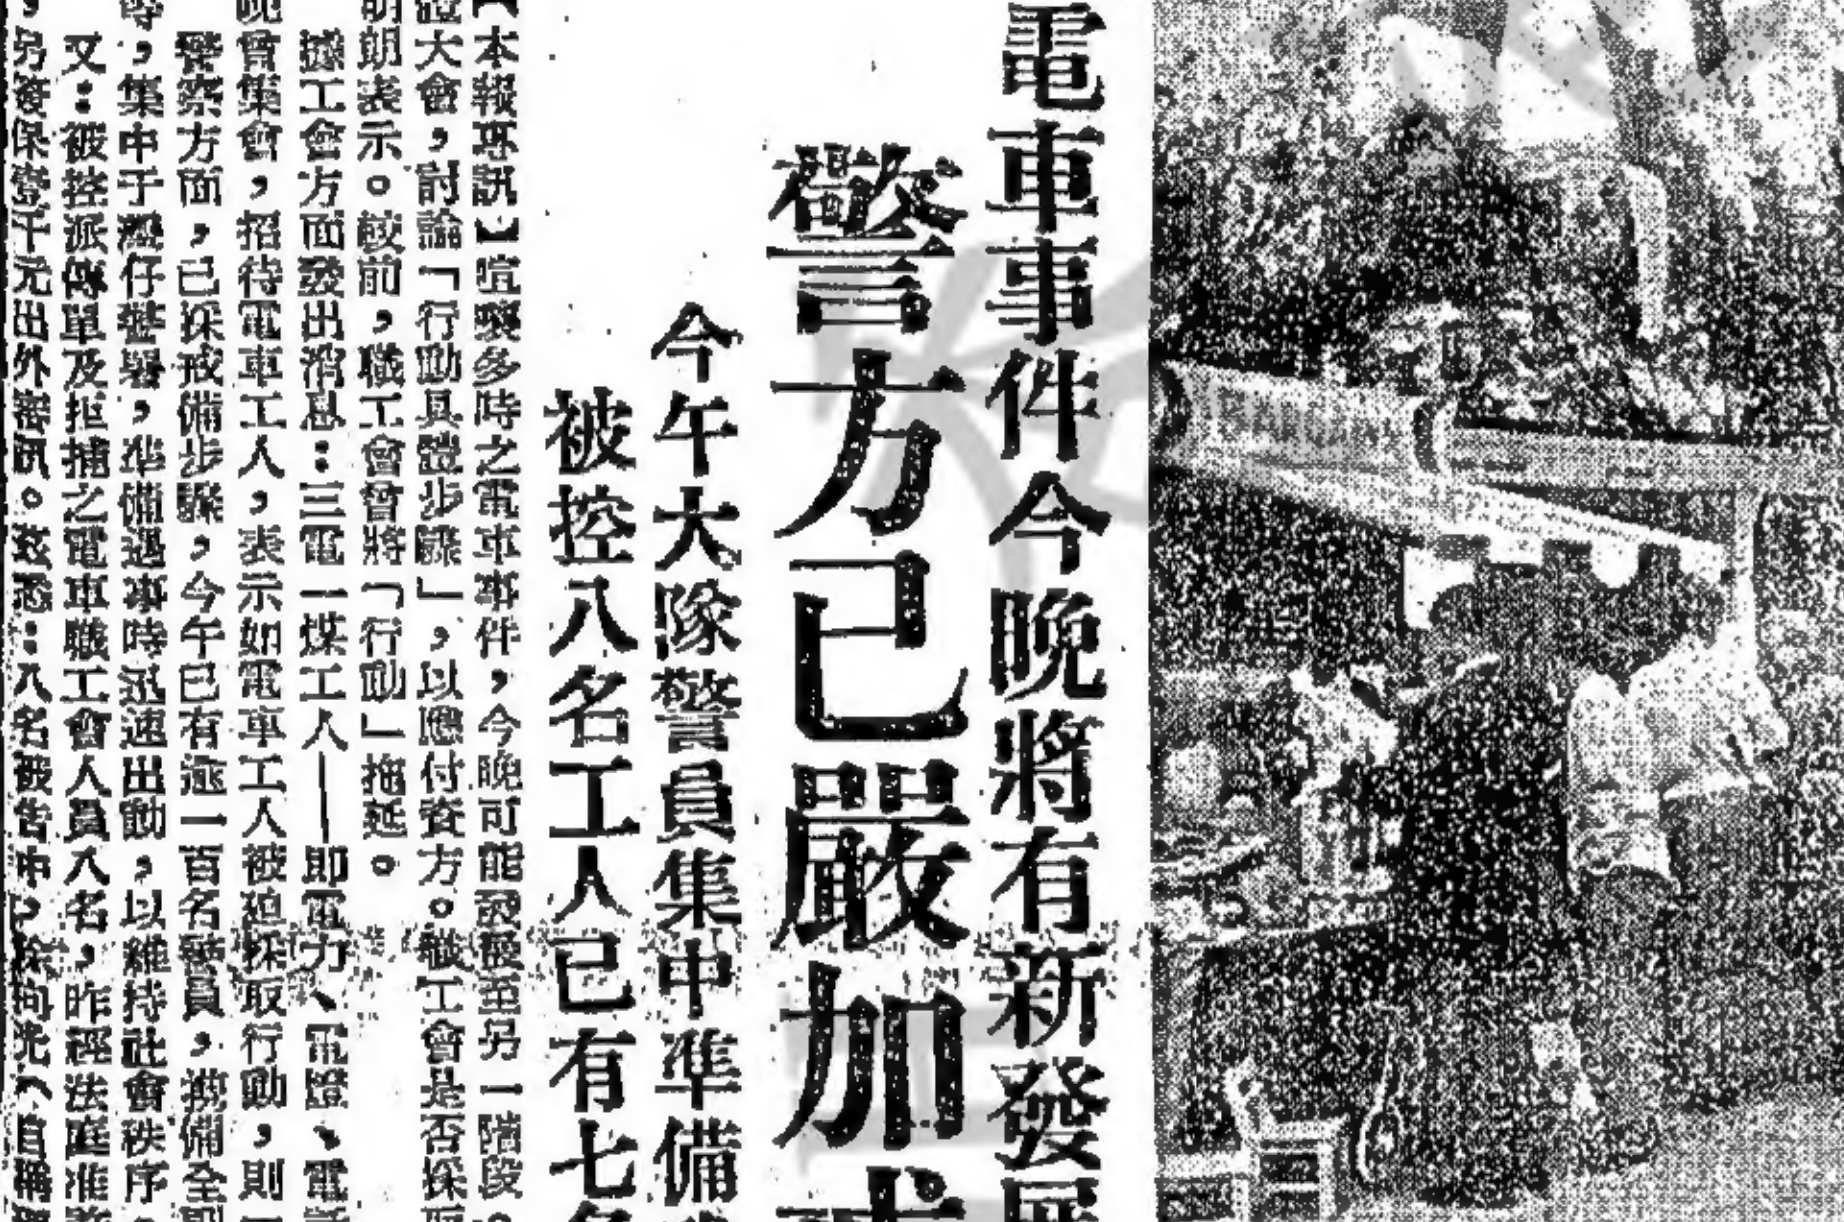 電車事件今晚將有新發展
警方已嚴加戒
今午大隊警員集中準備
被控八名工人已有七名
【本報專訊】喧嚷多時之電車事件，今晚可能發展至另一階段。
大會，討論「行動具體步驟」，以應付資方。職工會是否採取
明朗表示。較前，職工會曾將「行動」拖延。
據工會方面發出消息：三電一煤工人——即電力、電燈、電話
晚會集會，招待電車工人，表示如電車工人被迫採取行動，則
警察方面，已採戒備步驟，今午已有逾一百名警員，携備全副
等，集中于灣仔警署，準備遇事時迅速出動，以維持社會秩序。
又：被控派傳單及拒捕之電車職工會人員八名，昨經法庭准許
，另簽保壹千元出外審訊。茲悉：八名被告中，除向光（自稱